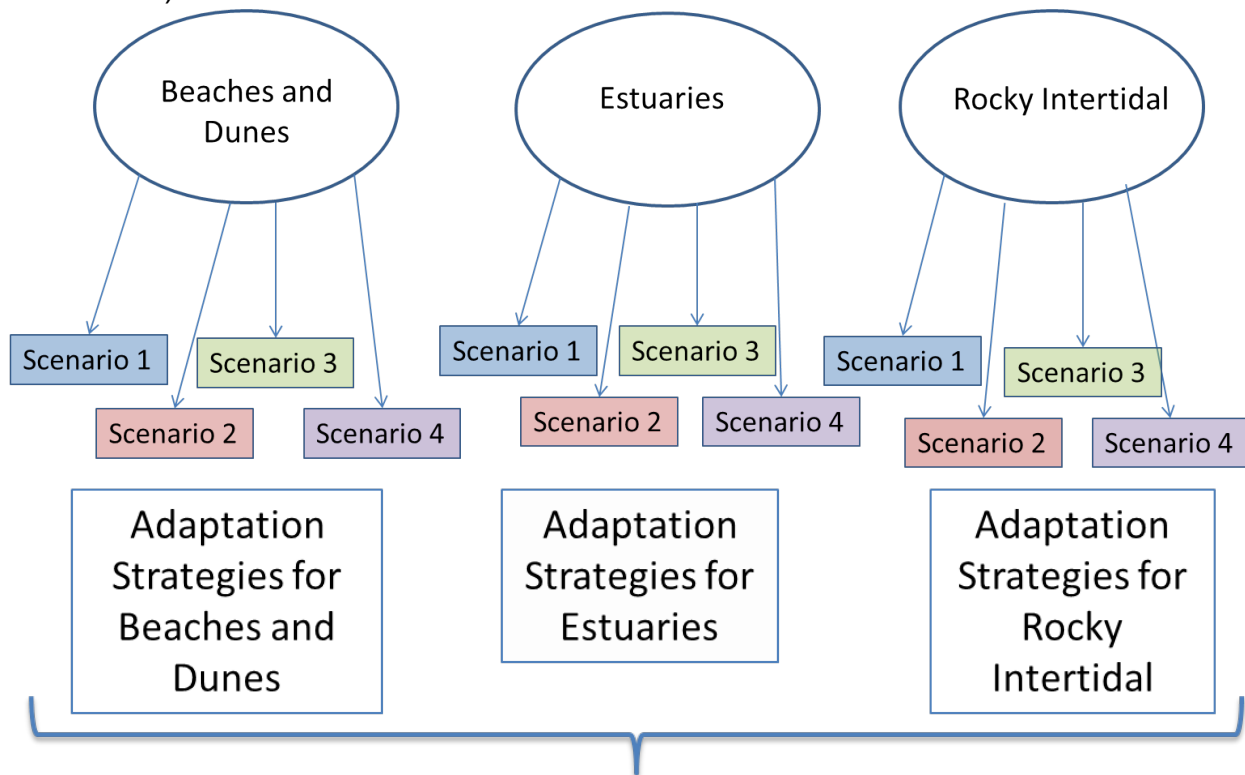 Beaches and
Dunes
Estuaries
Rocky Intertidal
Scenario 1
Scenario 3
Scenario 2
Scenario 4
Scenario 1
Scenario 3
Scenario 2
Scenario 4
Scenario 1
Scenario 3
Scenario 2
Scenario 4
Adaptation
Strategies for
Beaches and
Dunes
Adaptation
Strategies for
Estuaries
Adaptation
Strategies for
Rocky
Intertidal